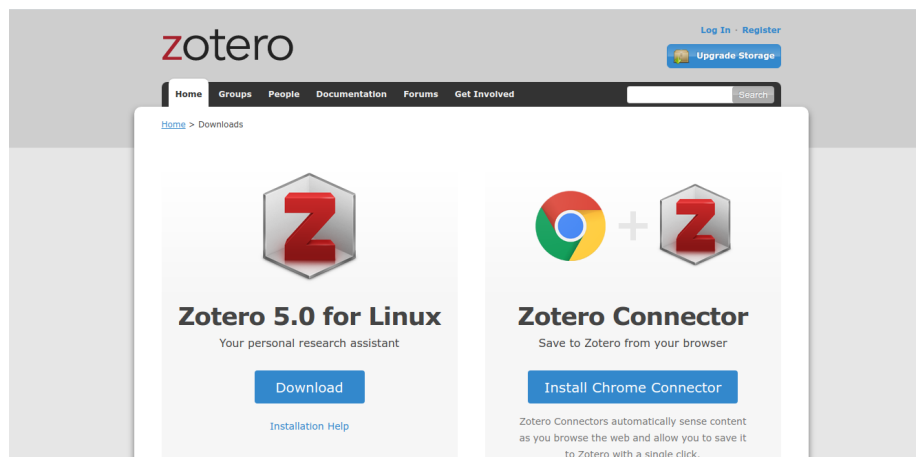 zotero
Log In · Register
Upgrade Storage
Home Groups People Documentation Forums Get Involved
Search
Home > Downloads
Z
Z
Zotero 5.0 for Linux
Your personal research assistant
Download
Installation Help
Zotero Connector
Save to Zotero from your browser
Install Chrome Connector
Zotero Connectors automatically sense content
as you browse the web and allow you to save it
to Zotero with a single click.